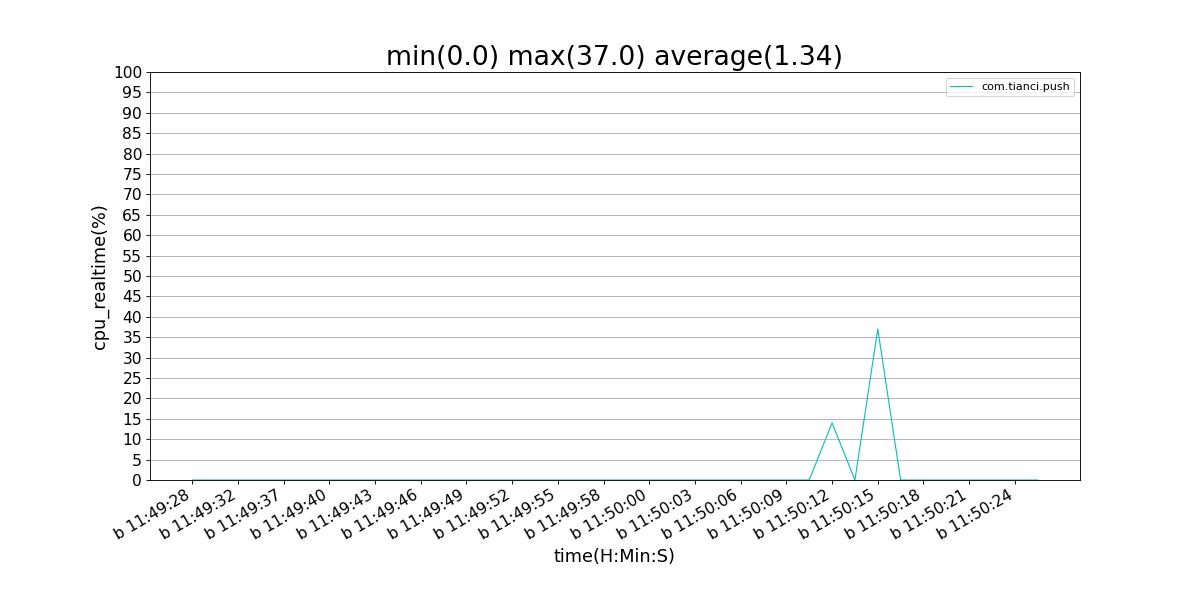 min(0.0) max(37.0) average(1.34)
com.tianci.push
cpu_realtime(%)
100
95
90
85
80
75
70
65
60
55
50
45
40
35
30
25
20
15
10
5
0
b 11:49:28
b 11:49:32
b 11:49:37
b 11:49:40
b 11:49:43
b 11:49:46
b 11:49:49
b 11:49:52
b 11:49:55
b 11:49:58
b 11:50:00
b 11:50:03
b 11:50:06
b 11:50:09
b 11:50:12
b 11:50:15
b 11:50:18
b 11:50:21
b 11:50:24
time(H:Min:S)